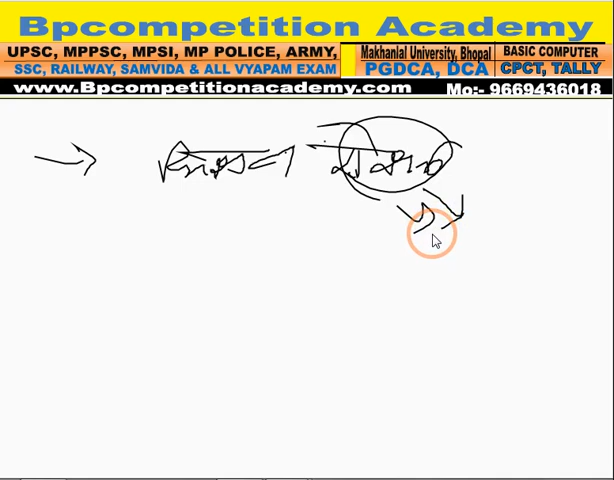 Bpcompetition Academy
UPSC, MPPSC, MPSI, MP POLICE, ARMY,
SSC, RAILWAY, SAMVIDA & ALL VYAPAM EXAM
Makhanlal University, Bhopal
PGDCA, DCA
BASIC COMPUTER
CPCT, TALLY
www.Bpcompetitionacademy.com Mo:- 9669436018